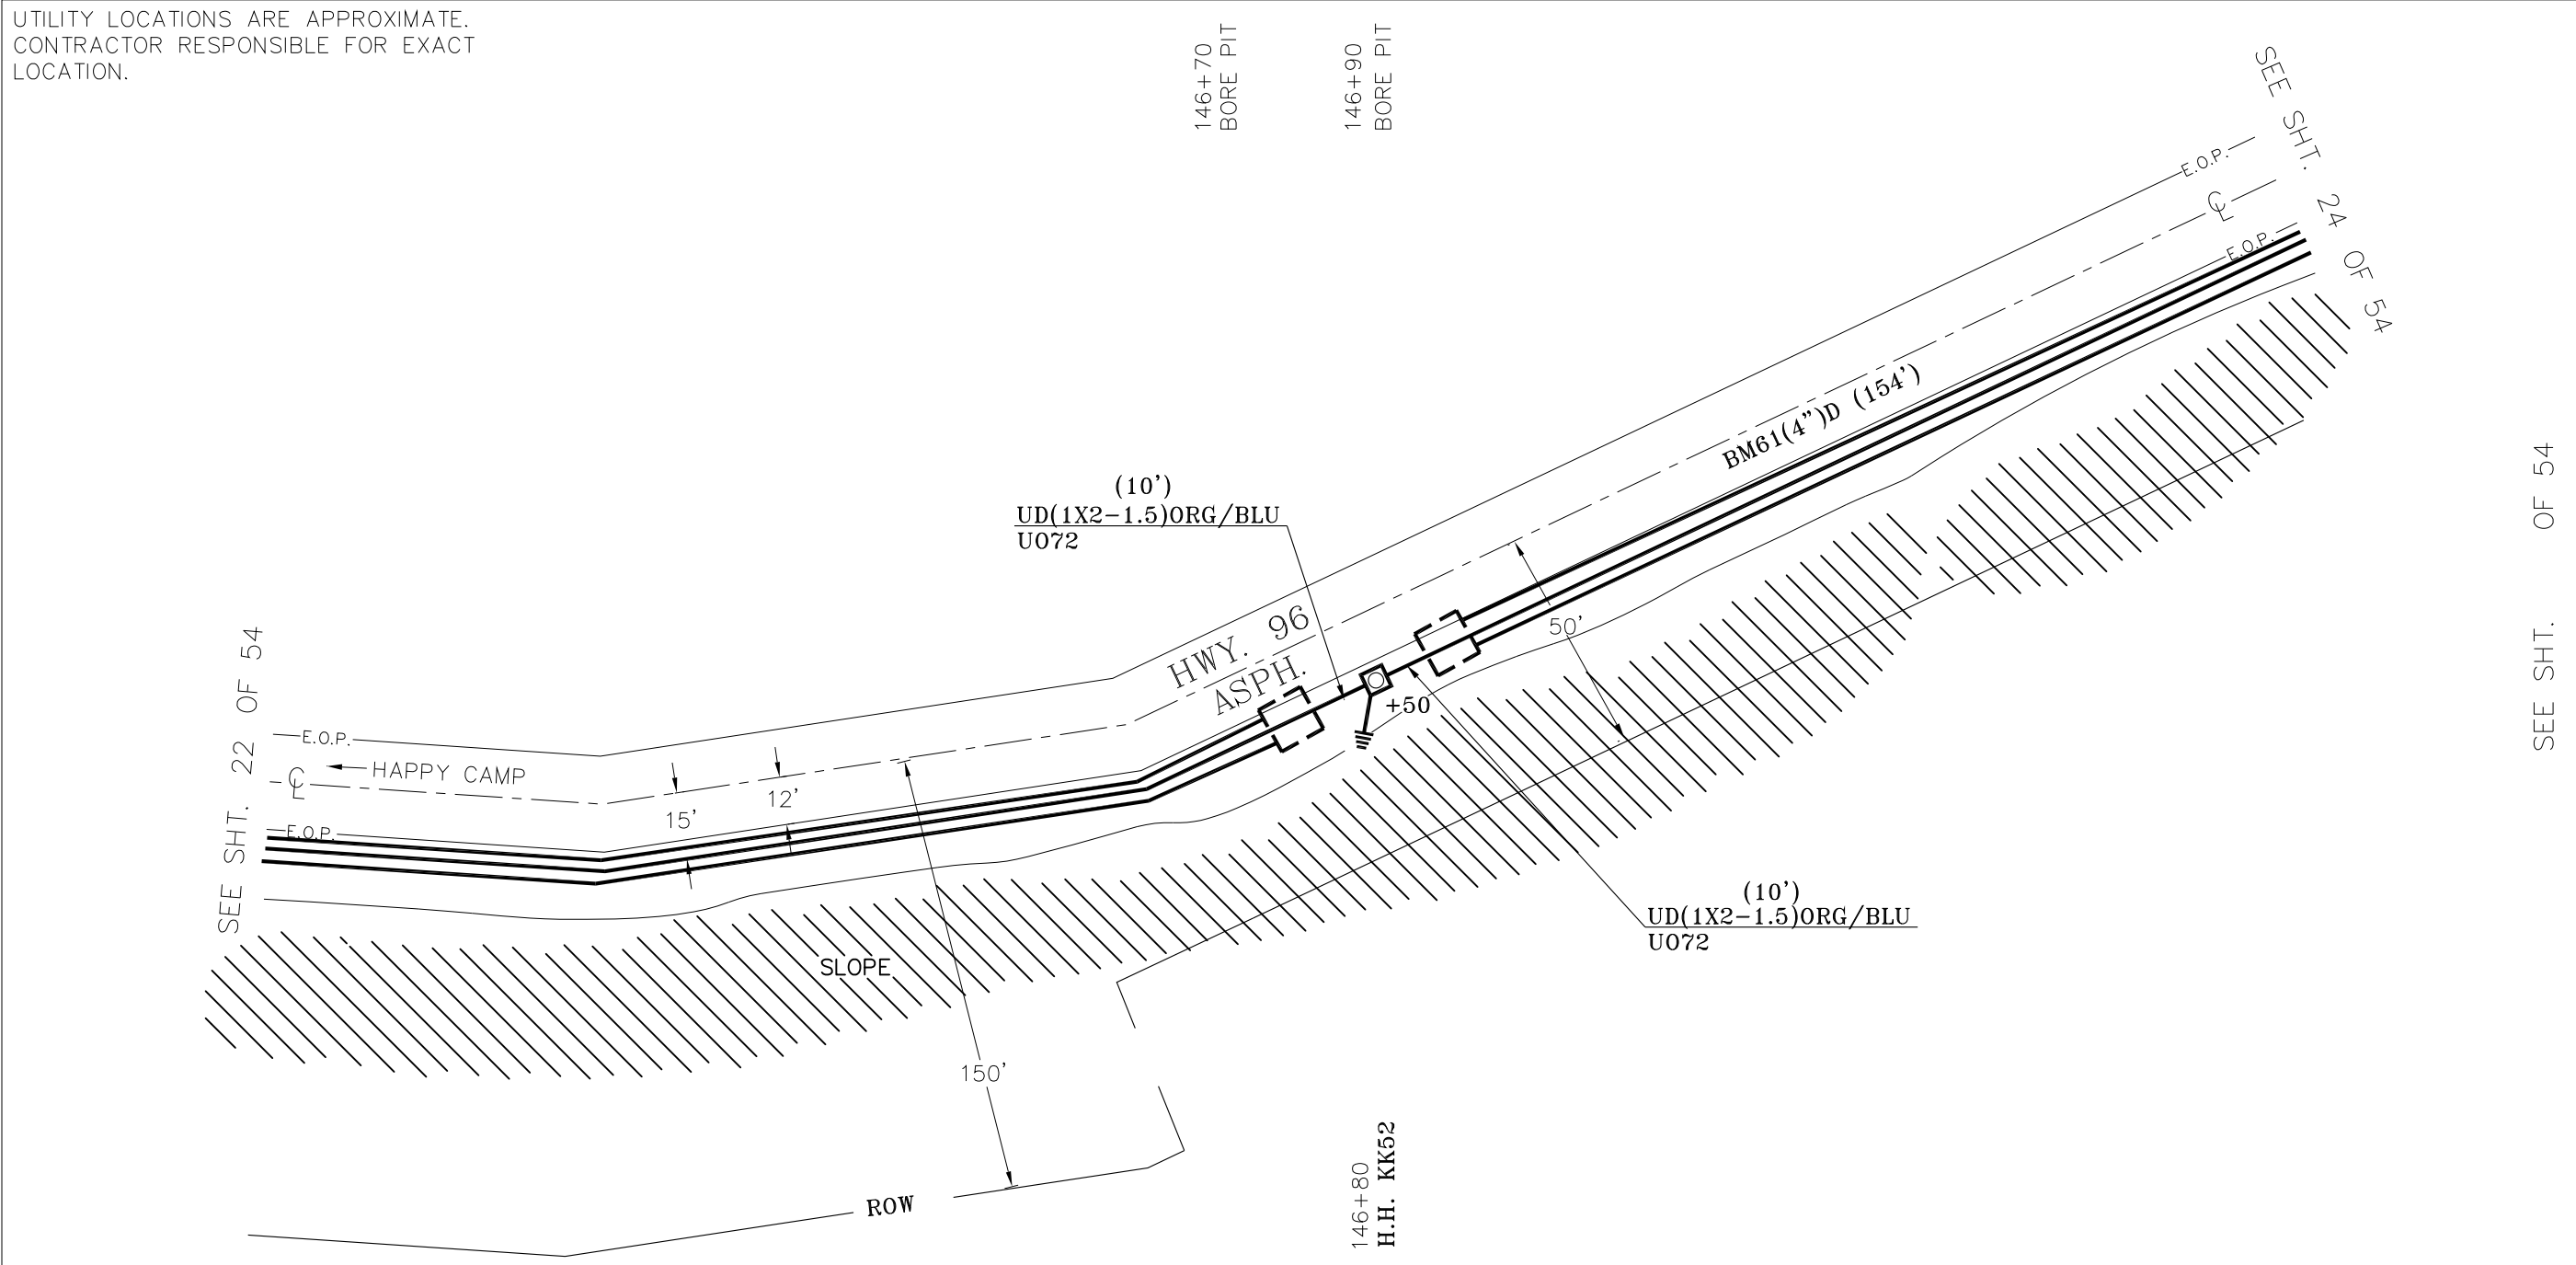 UTILITY LOCATIONS ARE APPROXIMATE.
CONTRACTOR RESPONSIBLE FOR EXACT
LOCATION.
146+70
BORE PIT
146+90
BORE PIT
SEE SHT. 24 OF 54
E.O.P.
℄
E.O.P.
BM61(4")D (154')
(10')
UD(1X2-1.5)ORG/BLU
UO72
HWY. 96
ASPH.
50'
+50
SEE SHT. 22 OF 54
E.O.P.
℄
HAPPY CAMP
E.O.P.
15'
12'
(10')
UD(1X2-1.5)ORG/BLU
UO72
SLOPE
150'
ROW
146+80
H.H. KK52
SEE SHT. OF 54